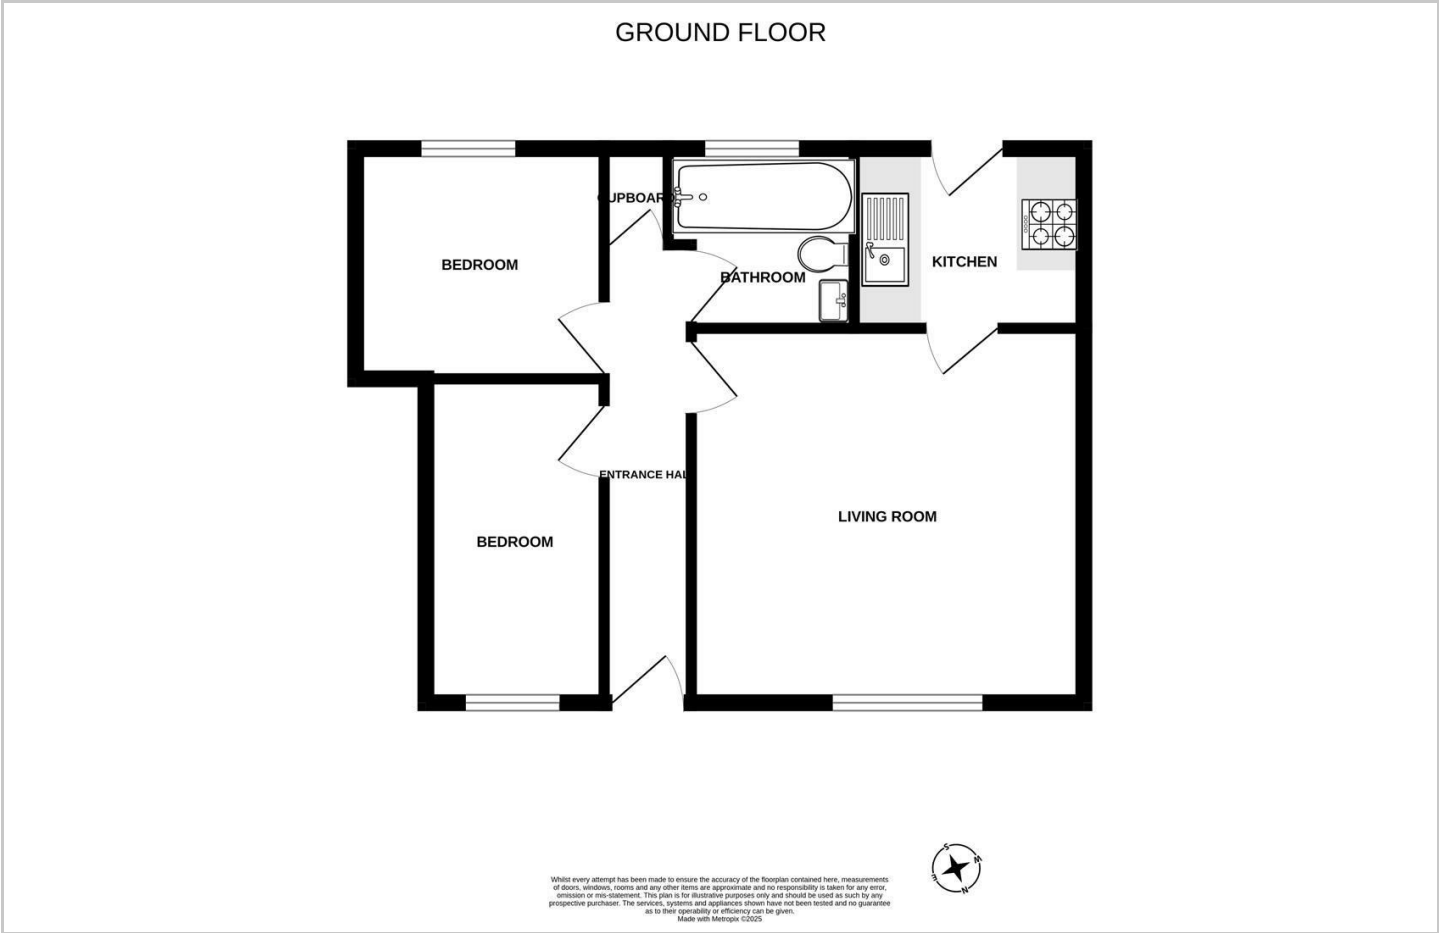 GROUND FLOOR
CUPBOARD
BEDROOM
KITCHEN
BATHROOM
ENTRANCE HAL
LIVING ROOM
BEDROOM
S
W
E
N
Whilst every attempt has been made to ensure the accuracy of the floorplan contained here, measurements
of doors, windows, rooms and any other items are approximate and no responsibility is taken for any error,
omission or mis-statement. This plan is for illustrative purposes only and should be used as such by any
prospective purchaser. The services, systems and appliances shown have not been tested and no guarantee
as to their operability or efficiency can be given.
Made with Metropix ©2025